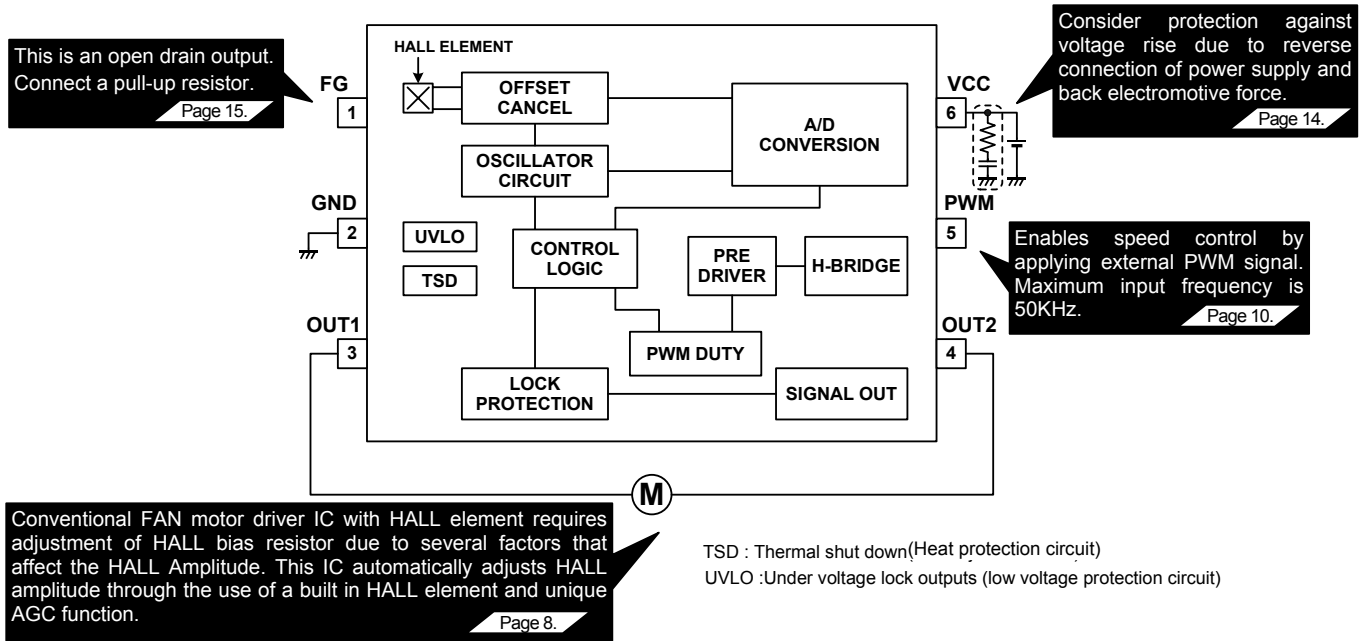 This is an open drain output.
Connect a pull-up resistor.
Page 15.
HALL ELEMENT
Consider protection against
voltage rise due to reverse
connection of power supply and
back electromotive force.
Page 14.
FG
1
OFFSET
CANCEL
A/D
CONVERSION
VCC
6
OSCILLATOR
CIRCUIT
GND
2
UVLO
TSD
CONTROL
LOGIC
PRE
DRIVER
H-BRIDGE
PWM
5
Enables speed control by
applying external PWM signal.
Maximum input frequency is
50KHz.
Page 10.
OUT1
3
PWM DUTY
OUT2
4
LOCK
PROTECTION
SIGNAL OUT
M
Conventional FAN motor driver IC with HALL element requires
adjustment of HALL bias resistor due to several factors that
affect the HALL Amplitude. This IC automatically adjusts HALL
amplitude through the use of a built in HALL element and unique
AGC function.
Page 8.
TSD : Thermal shut down(Heat protection circuit)
UVLO :Under voltage lock outputs (low voltage protection circuit)